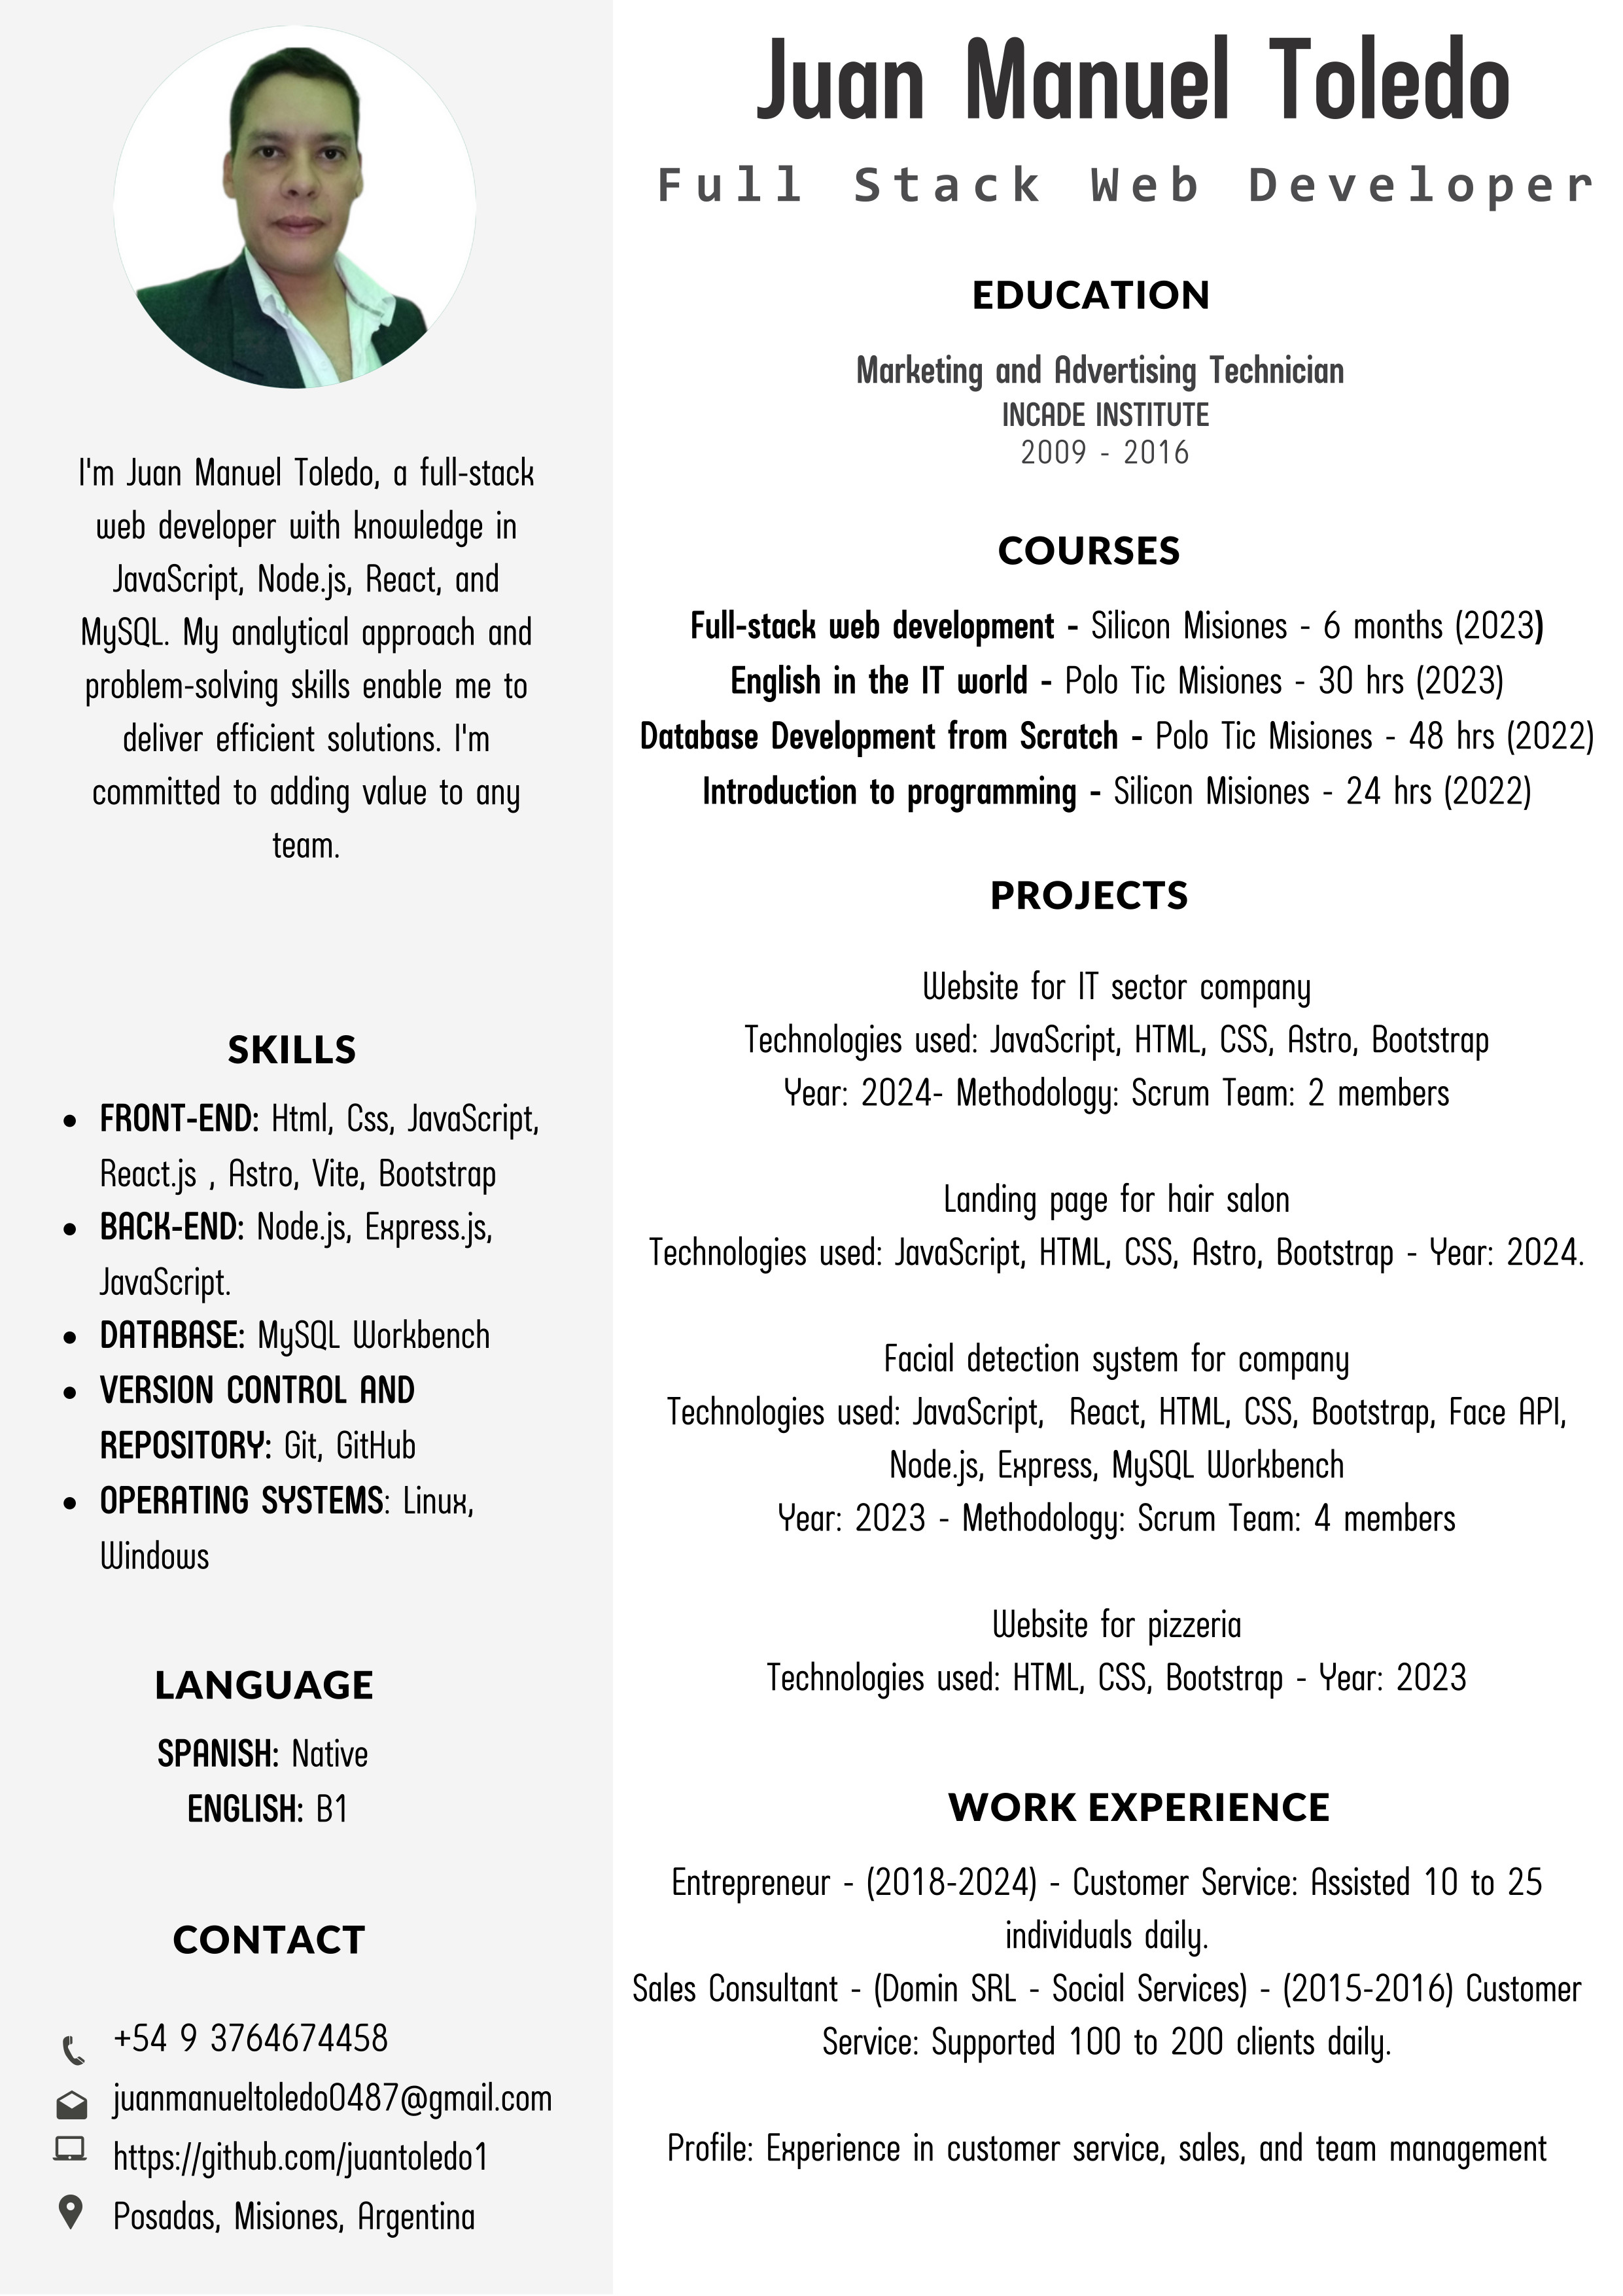 Juan Manuel Toledo
Full Stack Web Developer
I'm Juan Manuel Toledo, a full-stack
web developer with knowledge in
JavaScript, Node.js, React, and
MySQL. My analytical approach and
problem-solving skills enable me to
deliver efficient solutions. I'm
committed to adding value to any
team.
SKILLS
• FRONT-END: Html, Css, JavaScript,
React.js , Astro, Vite, Bootstrap
• BACK-END: Node.js, Express.js,
JavaScript.
• DATABASE: MySQL Workbench
• VERSION CONTROL AND
REPOSITORY: Git, GitHub
• OPERATING SYSTEMS: Linux,
Windows
LANGUAGE
SPANISH: Native
ENGLISH: B1
CONTACT
+54 9 3764674458
juanmanueltoledo0487@gmail.com
https://github.com/juantoledo1
Posadas, Misiones, Argentina
EDUCATION
Marketing and Advertising Technician
INCADE INSTITUTE
2009 - 2016
COURSES
Full-stack web development - Silicon Misiones - 6 months (2023)
English in the IT world - Polo Tic Misiones - 30 hrs (2023)
Database Development from Scratch - Polo Tic Misiones - 48 hrs (2022)
Introduction to programming - Silicon Misiones - 24 hrs (2022)
PROJECTS
Website for IT sector company
Technologies used: JavaScript, HTML, CSS, Astro, Bootstrap
Year: 2024- Methodology: Scrum Team: 2 members
Landing page for hair salon
Technologies used: JavaScript, HTML, CSS, Astro, Bootstrap - Year: 2024.
Facial detection system for company
Technologies used: JavaScript, React, HTML, CSS, Bootstrap, Face API,
Node.js, Express, MySQL Workbench
Year: 2023 - Methodology: Scrum Team: 4 members
Website for pizzeria
Technologies used: HTML, CSS, Bootstrap - Year: 2023
WORK EXPERIENCE
Entrepreneur - (2018-2024) - Customer Service: Assisted 10 to 25
individuals daily.
Sales Consultant - (Domin SRL - Social Services) - (2015-2016) Customer
Service: Supported 100 to 200 clients daily.
Profile: Experience in customer service, sales, and team management